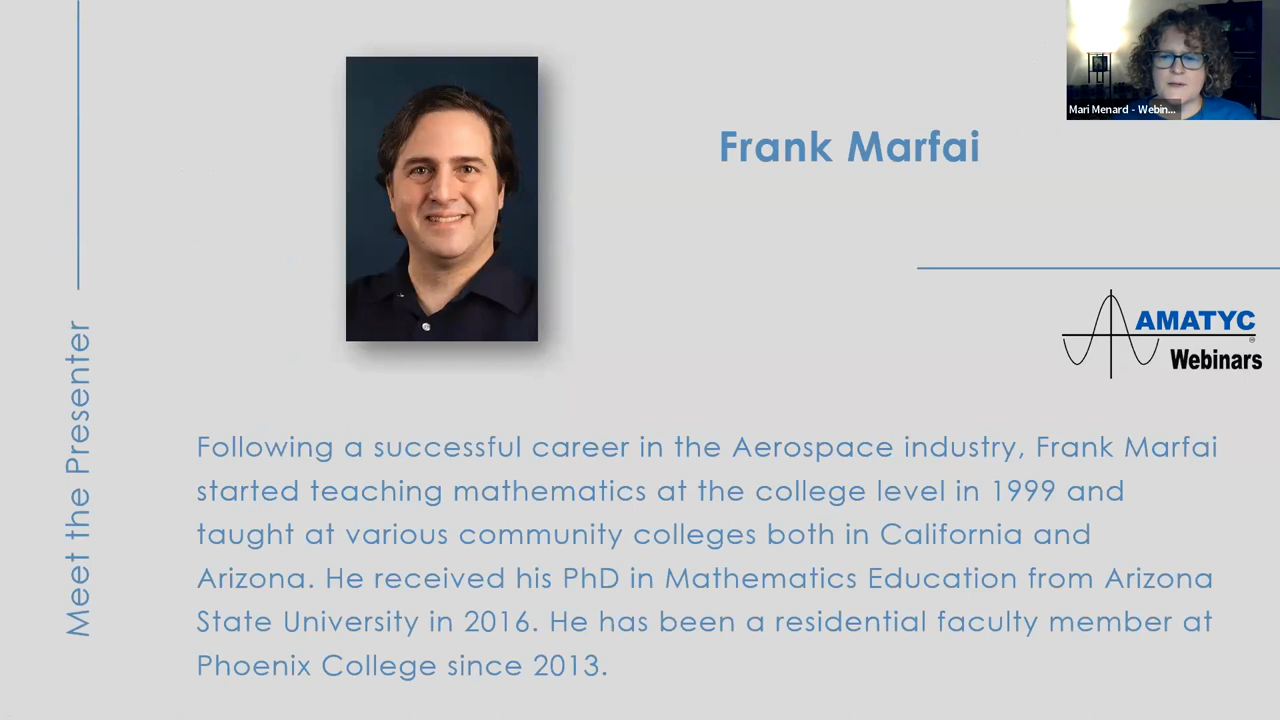 Mari Menard - Webin...
Frank Marfai
AMATYC
®
Webinars
Meet the Presenter
Following a successful career in the Aerospace industry, Frank Marfai
started teaching mathematics at the college level in 1999 and
taught at various community colleges both in California and
Arizona. He received his PhD in Mathematics Education from Arizona
State University in 2016. He has been a residential faculty member at
Phoenix College since 2013.